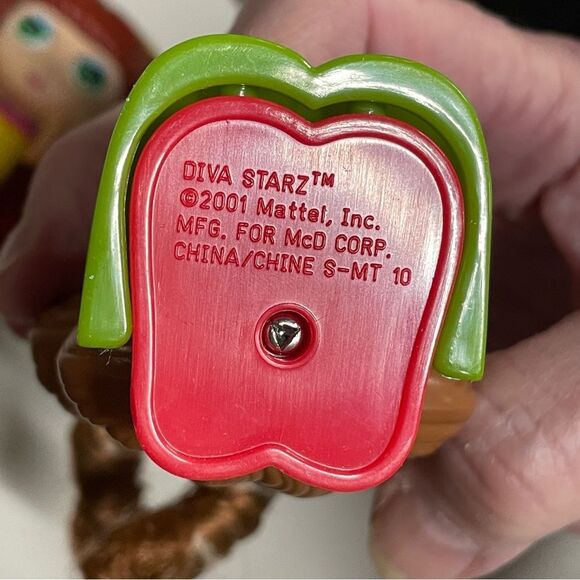 DIVA STARZ™
©2001 Mattel, Inc.
MFG. FOR McD CORP.
CHINA/CHINE S-MT 10